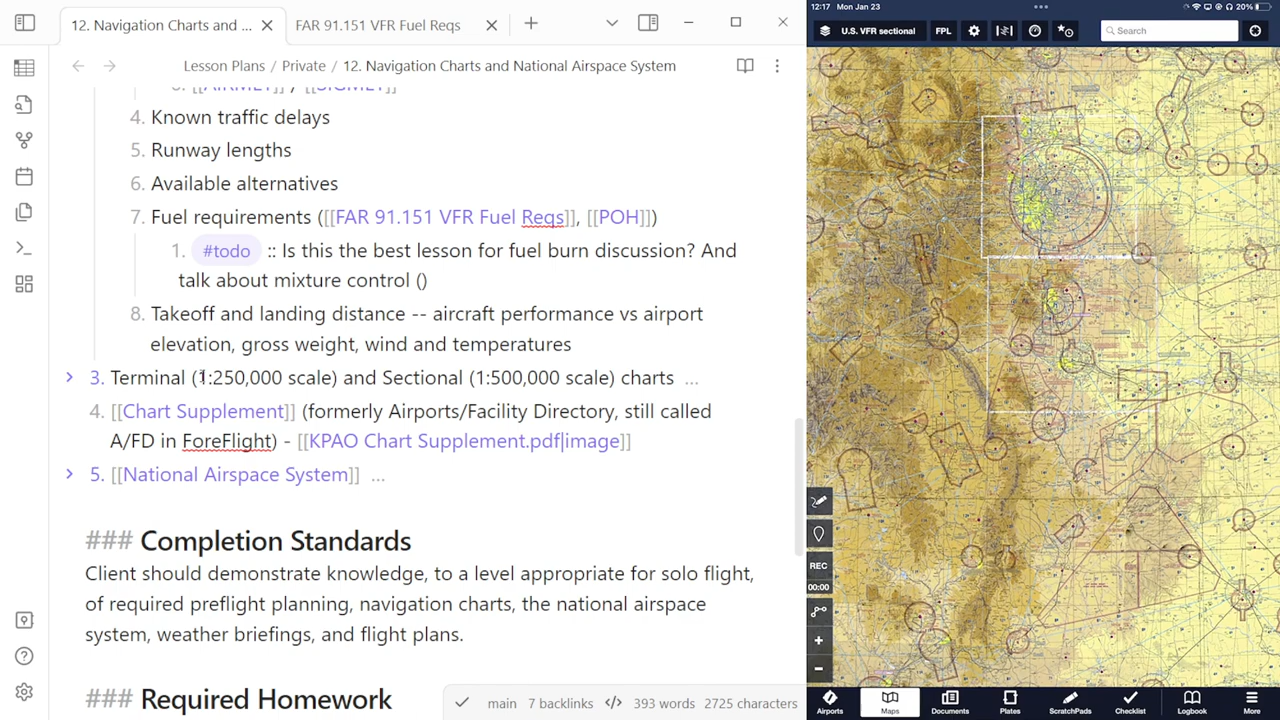 12. Navigation Charts and Na...
FAR 91.151 VFR Fuel Reqs
Lesson Plans / Private / 12. Navigation Charts and National Airspace System
4. Known traffic delays
5. Runway lengths
6. Available alternatives
7. Fuel requirements ([[FAR 91.151 VFR Fuel Reqs]], [[POH]])
1. #todo :: Is this the best lesson for fuel burn discussion? And
talk about mixture control ()
8. Takeoff and landing distance -- aircraft performance vs airport
elevation, gross weight, wind and temperatures
3. Terminal (1:250,000 scale) and Sectional (1:500,000 scale) charts ...
4. [[Chart Supplement]] (formerly Airports/Facility Directory, still called
A/FD in ForeFlight) - [[KPAO Chart Supplement.pdf|image]]
5. [[National Airspace System]] ...
### Completion Standards
Client should demonstrate knowledge, to a level appropriate for solo flight,
of required preflight planning, navigation charts, the national airspace
system, weather briefings, and flight plans.
### Required Homework
main 7 backlinks 393 words 2725 characters
12:17 Mon Jan 23
20%
U.S. VFR sectional
FPL
Search
REC
00:00
Airports
Maps
Documents
Plates
ScratchPads
Checklist
Logbook
More